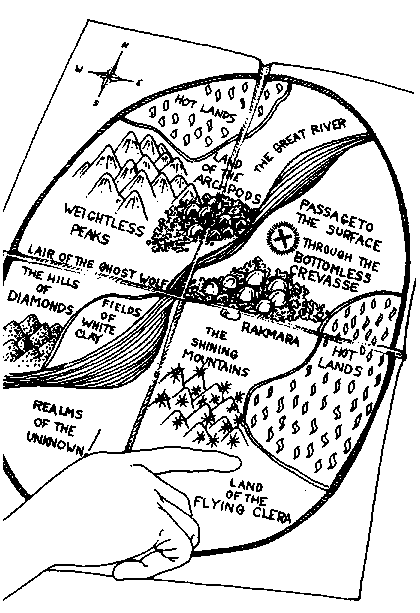 N
W E
S
HOT LANDS
LAND
OF THE
ARCHPODS
THE GREAT RIVER
WEIGHTLESS
PEAKS
PASSAGE TO
THE SURFACE
THROUGH THE
BOTTOMLESS
CREVASSE
LAIR OF THE GHOST WOLF
THE HILLS
OF
DIAMONDS
FIELDS
OF
WHITE
CLAY
RAKMARA
THE
SHINING
MOUNTAINS
HOT
LANDS
REALMS
OF THE
UNKNOWN
LAND
OF THE
FLYING CLERA